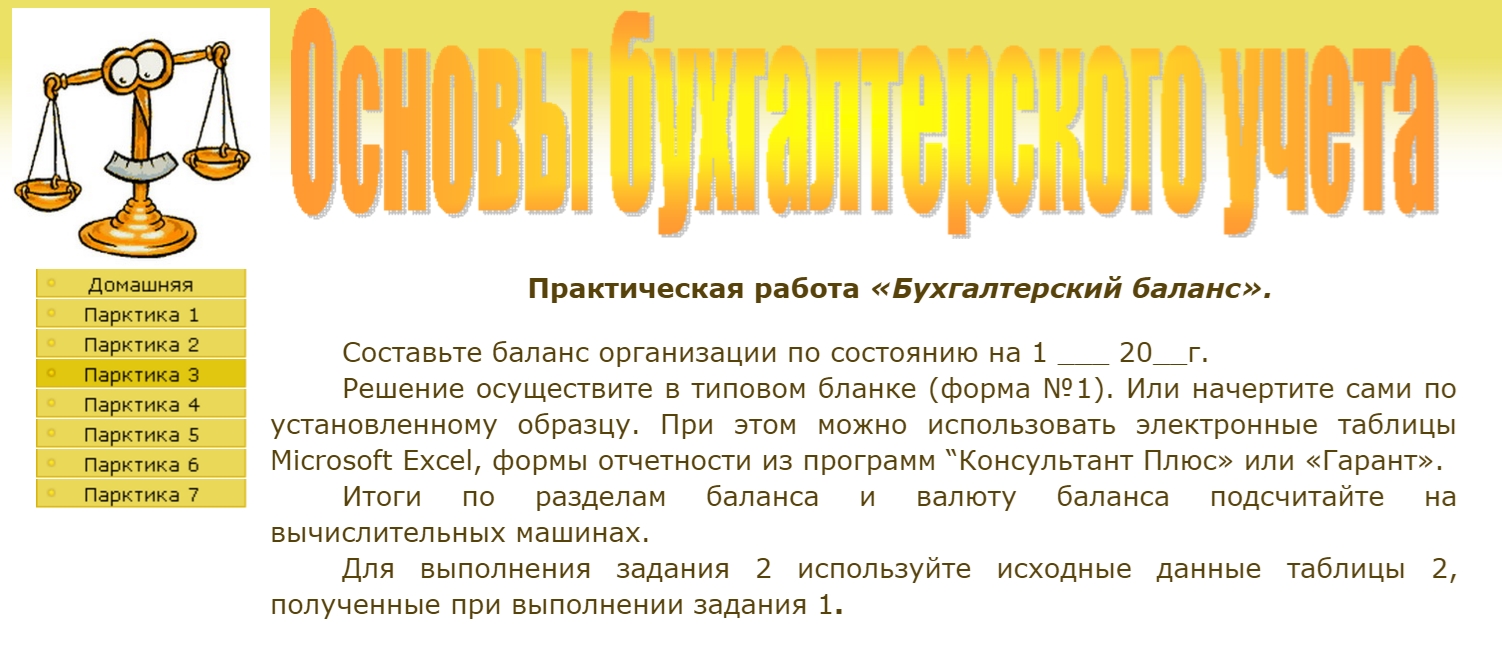 Основы бухгалтерского учета
Домашняя
Парктика 1
Парктика 2
Парктика 3
Парктика 4
Парктика 5
Парктика 6
Парктика 7
Практическая работа «Бухгалтерский баланс».
Составьте баланс организации по состоянию на 1 ___ 20__г.
Решение осуществите в типовом бланке (форма №1). Или начертите сами по
установленному образцу. При этом можно использовать электронные таблицы
Microsoft Excel, формы отчетности из программ “Консультант Плюс» или «Гарант».
Итоги по разделам баланса и валюту баланса подсчитайте на
вычислительных машинах.
Для выполнения задания 2 используйте исходные данные таблицы 2,
полученные при выполнении задания 1.